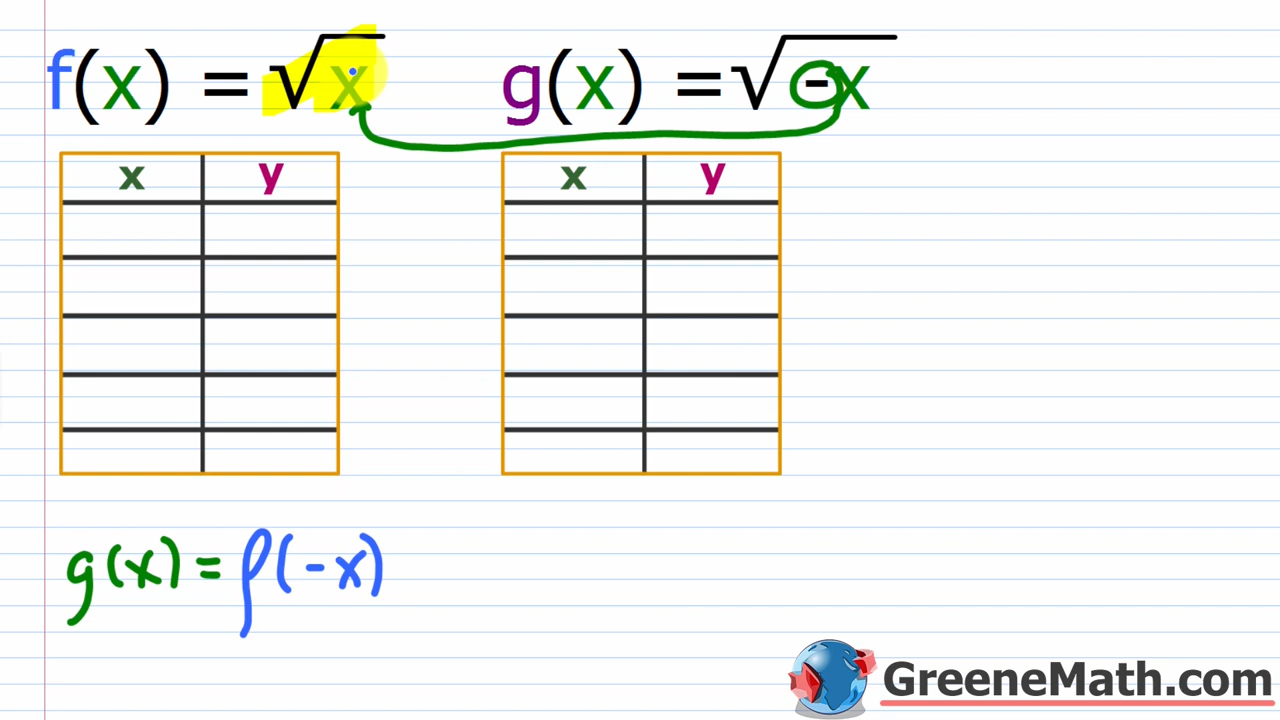 f(x) = √x g(x) = √-x
x y x y
g(x) = f(-x)
GreeneMath.com